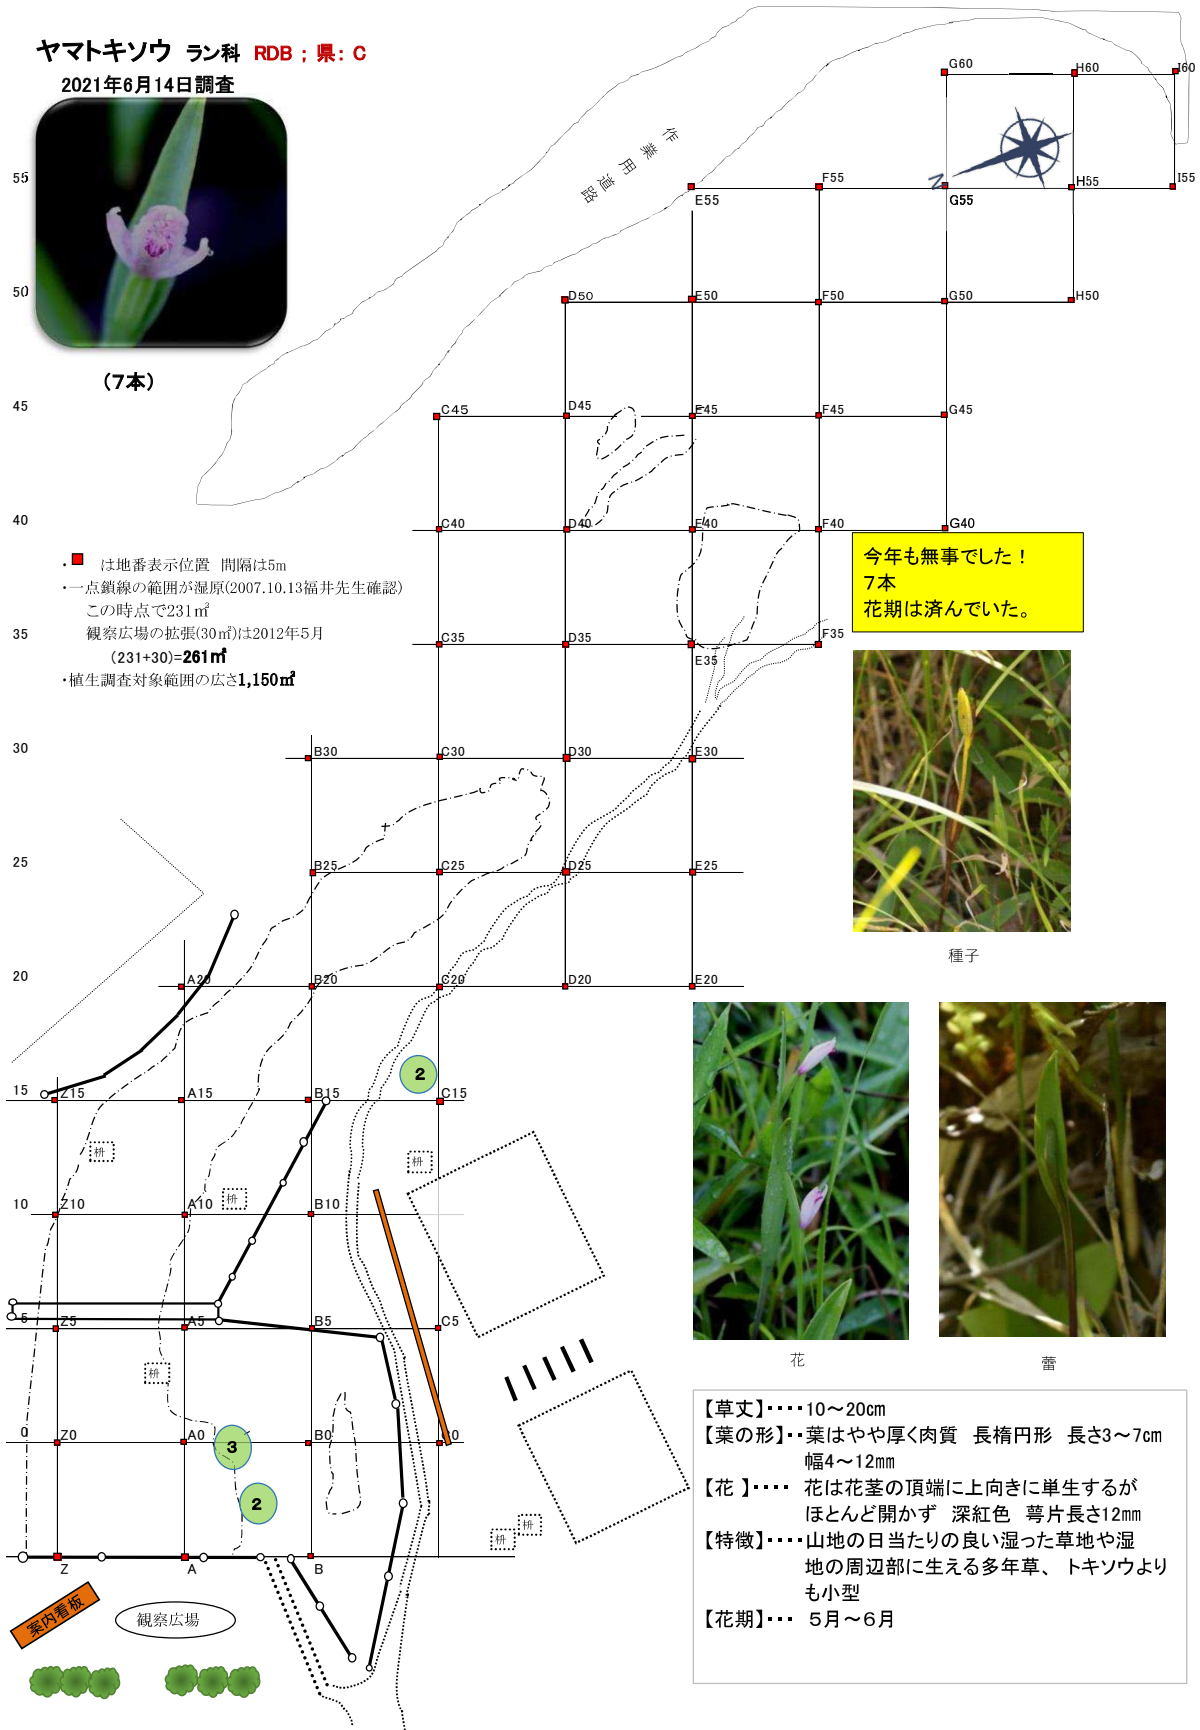 ヤマトキソウ ラン科 RDB ; 県: C
2021年6月14日調査
(7本)
作業用道路
N
G60 H60 I60
55 E55 F55 G55 H55 I55
50 D50 E50 F50 G50 H50
45 C45 D45 E45 F45 G45
40 C40 D40 E40 F40 G40
今年も無事でした!
7本
花期は済んでいた。
・ は地番表示位置 間隔は5m
・一点鎖線の範囲が湿原(2007.10.13福井先生確認)
この時点で231㎡
観察広場の拡張(30㎡)は2012年5月
(231+30)=261㎡
・植生調査対象範囲の広さ1,150㎡
35 C35 D35 E35 F35
30 B30 C30 D30 E30
25 B25 C25 D25 E25
種子
20 A20 B20 C20 D20 E20
2
15 Z15 A15 B15 C15
枡
枡
枡
10 Z10 A10 B10
5 Z5 A5 B5 C5
花
蕾
枡
0 Z0 A0 B0
3
2
枡
枡
Z A B
案内看板
観察広場
【草丈】････10～20㎝
【葉の形】･･葉はやや厚く肉質 長楕円形 長さ3～7㎝
幅4～12㎜
【花 】････ 花は花茎の頂端に上向きに単生するが
ほとんど開かず 深紅色 萼片長さ12㎜
【特徴】････山地の日当たりの良い湿った草地や湿
地の周辺部に生える多年草、 トキソウより
も小型
【花期】･･･ 5月～6月